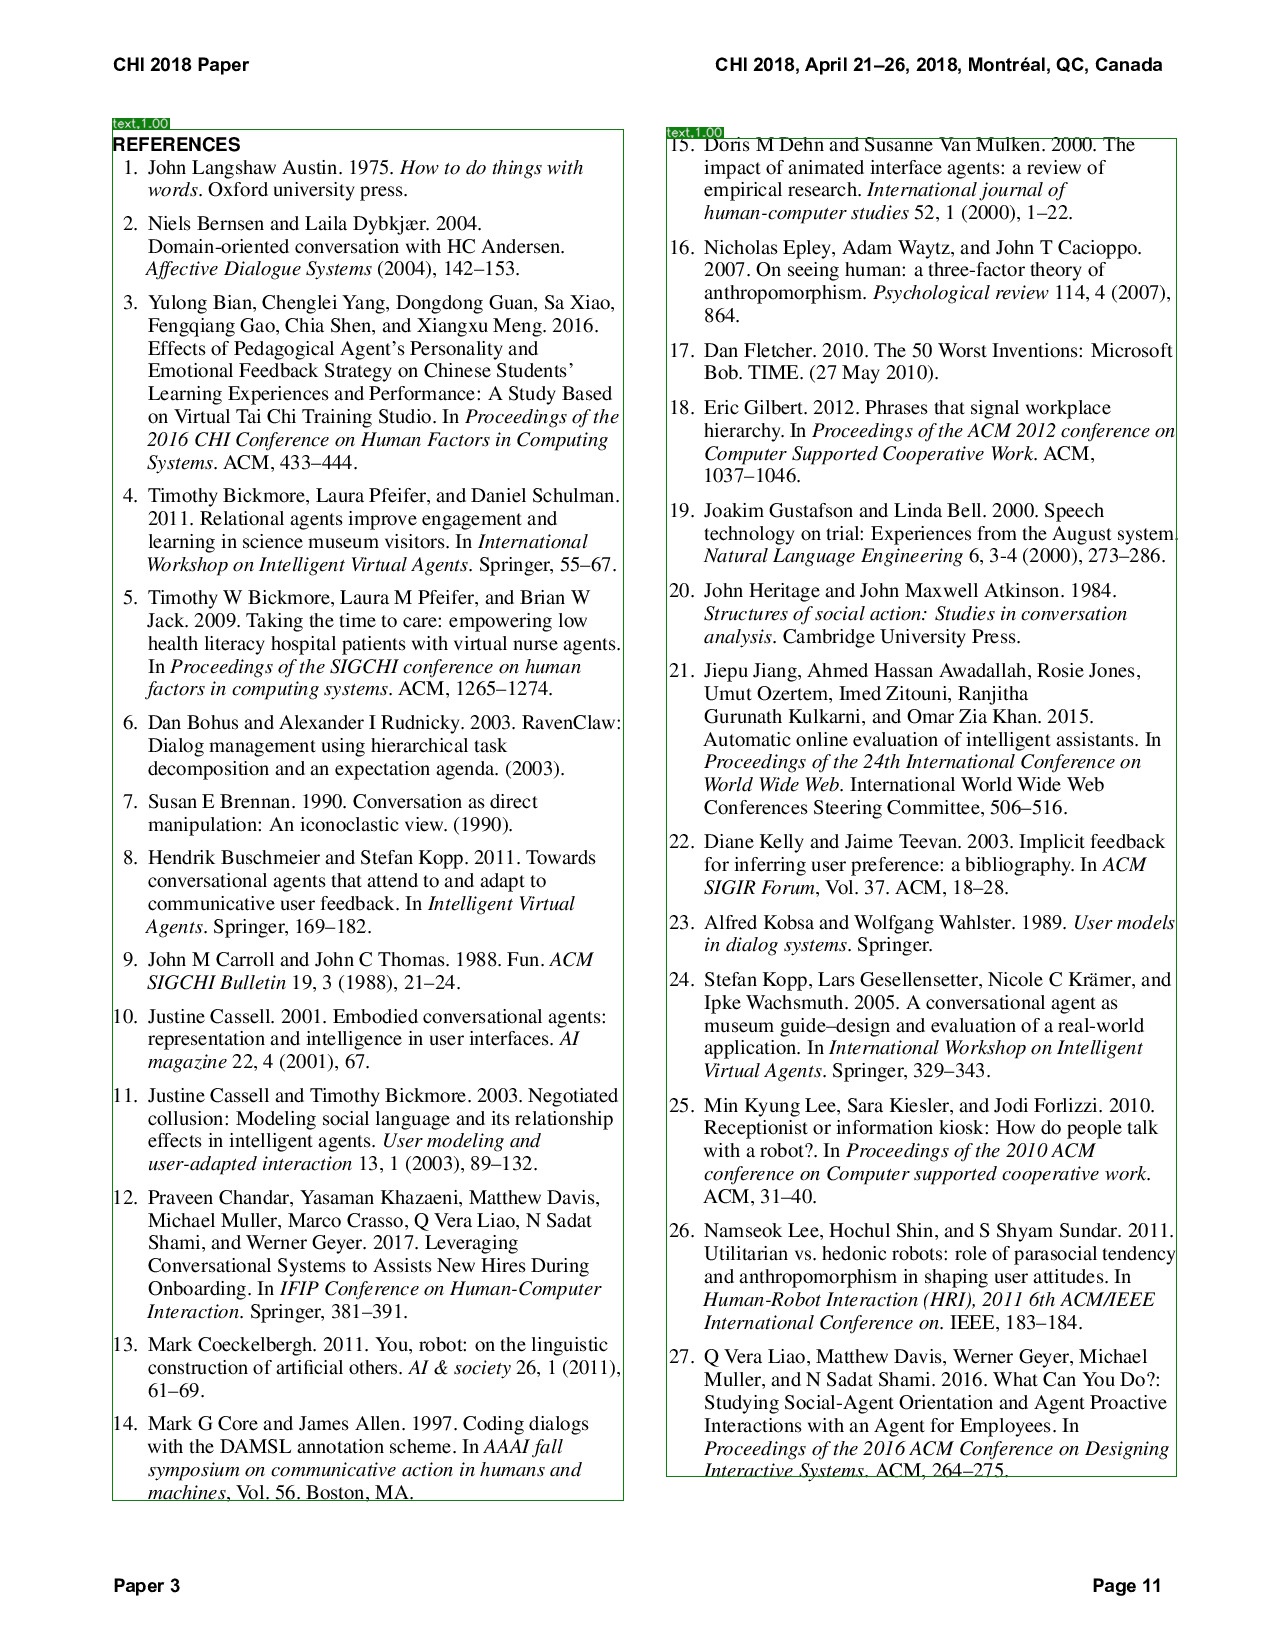 CHI 2018 Paper
CHI 2018, April 21–26, 2018, Montréal, QC, Canada
text,1.00
REFERENCES
1. John Langshaw Austin. 1975. How to do things with
words. Oxford university press.
2. Niels Bernsen and Laila Dybkjær. 2004.
Domain-oriented conversation with HC Andersen.
Affective Dialogue Systems (2004), 142–153.
3. Yulong Bian, Chenglei Yang, Dongdong Guan, Sa Xiao,
Fengqiang Gao, Chia Shen, and Xiangxu Meng. 2016.
Effects of Pedagogical Agent’s Personality and
Emotional Feedback Strategy on Chinese Students’
Learning Experiences and Performance: A Study Based
on Virtual Tai Chi Training Studio. In Proceedings of the
2016 CHI Conference on Human Factors in Computing
Systems. ACM, 433–444.
4. Timothy Bickmore, Laura Pfeifer, and Daniel Schulman.
2011. Relational agents improve engagement and
learning in science museum visitors. In International
Workshop on Intelligent Virtual Agents. Springer, 55–67.
5. Timothy W Bickmore, Laura M Pfeifer, and Brian W
Jack. 2009. Taking the time to care: empowering low
health literacy hospital patients with virtual nurse agents.
In Proceedings of the SIGCHI conference on human
factors in computing systems. ACM, 1265–1274.
6. Dan Bohus and Alexander I Rudnicky. 2003. RavenClaw:
Dialog management using hierarchical task
decomposition and an expectation agenda. (2003).
7. Susan E Brennan. 1990. Conversation as direct
manipulation: An iconoclastic view. (1990).
8. Hendrik Buschmeier and Stefan Kopp. 2011. Towards
conversational agents that attend to and adapt to
communicative user feedback. In Intelligent Virtual
Agents. Springer, 169–182.
9. John M Carroll and John C Thomas. 1988. Fun. ACM
SIGCHI Bulletin 19, 3 (1988), 21–24.
10. Justine Cassell. 2001. Embodied conversational agents:
representation and intelligence in user interfaces. AI
magazine 22, 4 (2001), 67.
11. Justine Cassell and Timothy Bickmore. 2003. Negotiated
collusion: Modeling social language and its relationship
effects in intelligent agents. User modeling and
user-adapted interaction 13, 1 (2003), 89–132.
12. Praveen Chandar, Yasaman Khazaeni, Matthew Davis,
Michael Muller, Marco Crasso, Q Vera Liao, N Sadat
Shami, and Werner Geyer. 2017. Leveraging
Conversational Systems to Assists New Hires During
Onboarding. In IFIP Conference on Human-Computer
Interaction. Springer, 381–391.
13. Mark Coeckelbergh. 2011. You, robot: on the linguistic
construction of artificial others. AI & society 26, 1 (2011),
61–69.
14. Mark G Core and James Allen. 1997. Coding dialogs
with the DAMSL annotation scheme. In AAAI fall
symposium on communicative action in humans and
machines, Vol. 56. Boston, MA.
text,1.00
15. Doris M Dehn and Susanne Van Mulken. 2000. The
impact of animated interface agents: a review of
empirical research. International journal of
human-computer studies 52, 1 (2000), 1–22.
16. Nicholas Epley, Adam Waytz, and John T Cacioppo.
2007. On seeing human: a three-factor theory of
anthropomorphism. Psychological review 114, 4 (2007),
864.
17. Dan Fletcher. 2010. The 50 Worst Inventions: Microsoft
Bob. TIME. (27 May 2010).
18. Eric Gilbert. 2012. Phrases that signal workplace
hierarchy. In Proceedings of the ACM 2012 conference on
Computer Supported Cooperative Work. ACM,
1037–1046.
19. Joakim Gustafson and Linda Bell. 2000. Speech
technology on trial: Experiences from the August system.
Natural Language Engineering 6, 3-4 (2000), 273–286.
20. John Heritage and John Maxwell Atkinson. 1984.
Structures of social action: Studies in conversation
analysis. Cambridge University Press.
21. Jiepu Jiang, Ahmed Hassan Awadallah, Rosie Jones,
Umut Ozertem, Imed Zitouni, Ranjitha
Gurunath Kulkarni, and Omar Zia Khan. 2015.
Automatic online evaluation of intelligent assistants. In
Proceedings of the 24th International Conference on
World Wide Web. International World Wide Web
Conferences Steering Committee, 506–516.
22. Diane Kelly and Jaime Teevan. 2003. Implicit feedback
for inferring user preference: a bibliography. In ACM
SIGIR Forum, Vol. 37. ACM, 18–28.
23. Alfred Kobsa and Wolfgang Wahlster. 1989. User models
in dialog systems. Springer.
24. Stefan Kopp, Lars Gesellensetter, Nicole C Krämer, and
Ipke Wachsmuth. 2005. A conversational agent as
museum guide–design and evaluation of a real-world
application. In International Workshop on Intelligent
Virtual Agents. Springer, 329–343.
25. Min Kyung Lee, Sara Kiesler, and Jodi Forlizzi. 2010.
Receptionist or information kiosk: How do people talk
with a robot?. In Proceedings of the 2010 ACM
conference on Computer supported cooperative work.
ACM, 31–40.
26. Namseok Lee, Hochul Shin, and S Shyam Sundar. 2011.
Utilitarian vs. hedonic robots: role of parasocial tendency
and anthropomorphism in shaping user attitudes. In
Human-Robot Interaction (HRI), 2011 6th ACM/IEEE
International Conference on. IEEE, 183–184.
27. Q Vera Liao, Matthew Davis, Werner Geyer, Michael
Muller, and N Sadat Shami. 2016. What Can You Do?:
Studying Social-Agent Orientation and Agent Proactive
Interactions with an Agent for Employees. In
Proceedings of the 2016 ACM Conference on Designing
Interactive Systems. ACM, 264–275.
Paper 3
Page 11